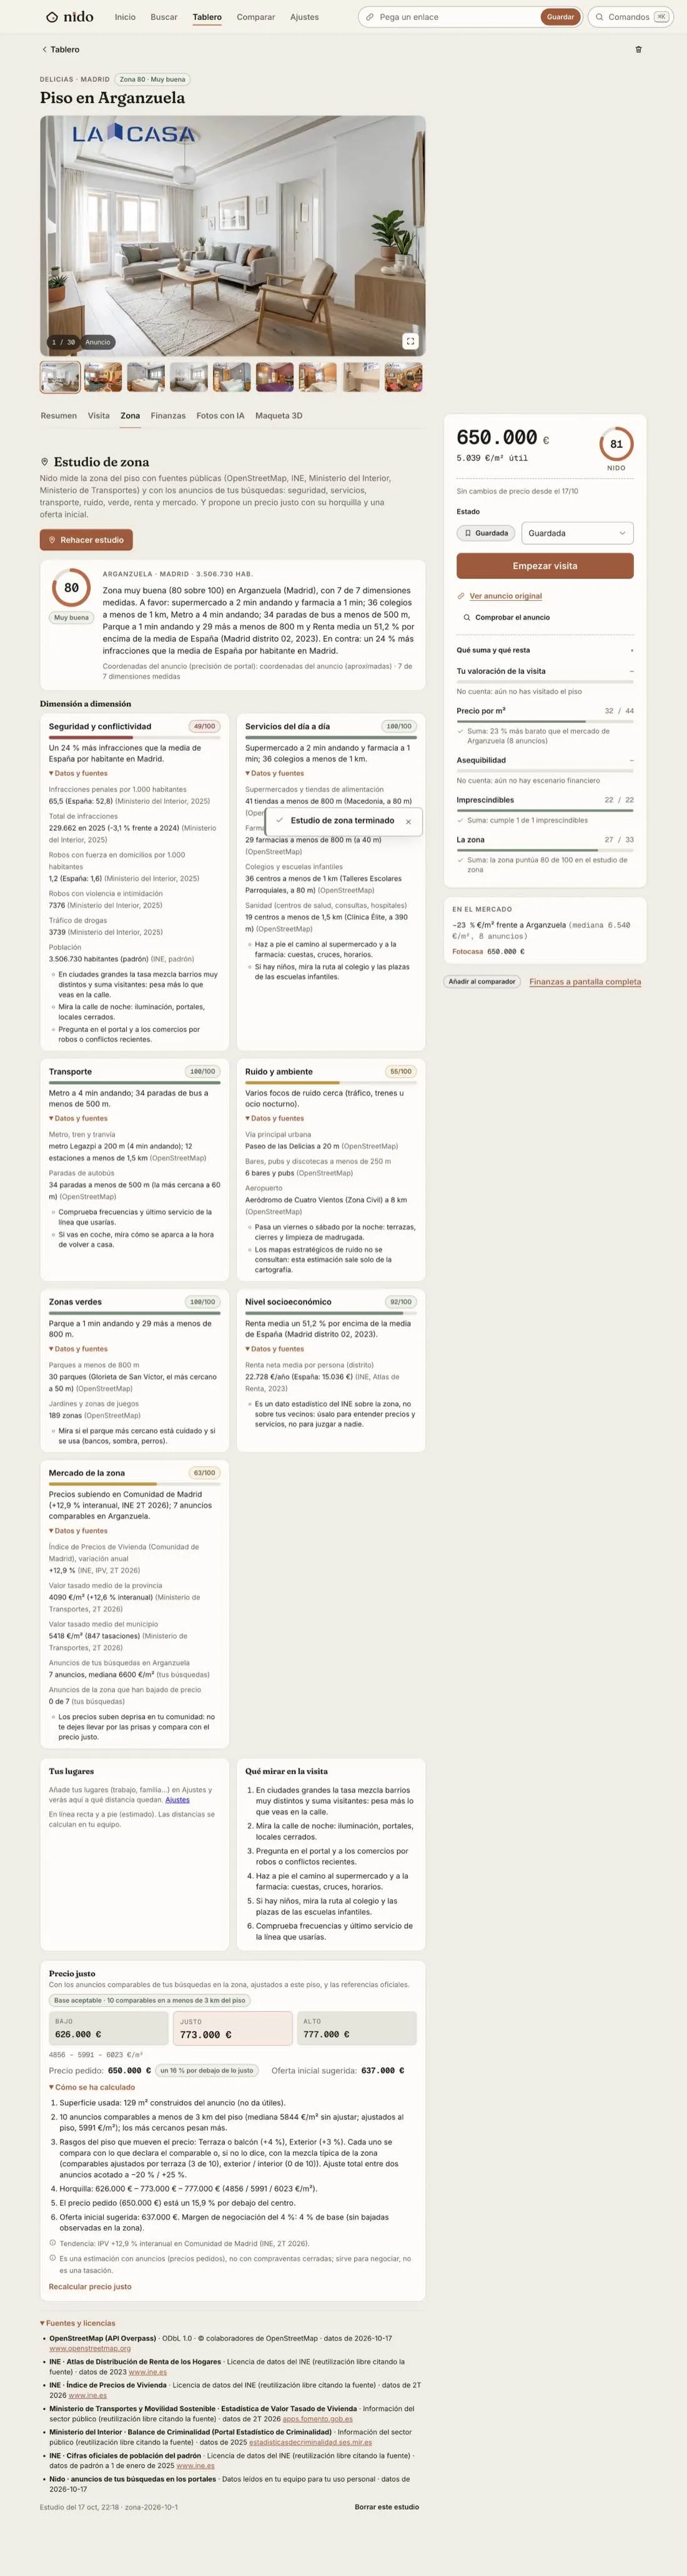 nido
Inicio
Buscar
Tablero
Comparar
Ajustes
Pega un enlace
Guardar
Comandos
⌘K
Tablero
DELICIAS · MADRID
Zona 80 · Muy buena
Piso en Arganzuela
LA CASA
1 / 30
Anuncio
Resumen
Visita
Zona
Finanzas
Fotos con IA
Maqueta 3D
Estudio de zona
Nido mide la zona del piso con fuentes públicas (OpenStreetMap, INE, Ministerio del Interior,
Ministerio de Transportes) y con los anuncios de tus búsquedas: seguridad, servicios,
transporte, ruido, verde, renta y mercado. Y propone un precio justo con su horquilla y una
oferta inicial.
Rehacer estudio
80
Muy buena
ARGANZUELA · MADRID · 3.506.730 HAB.
Zona muy buena (80 sobre 100) en Arganzuela (Madrid), con 7 de 7 dimensiones
medidas. A favor: supermercado a 2 min andando y farmacia a 1 min; 36 colegios
a menos de 1 km, Metro a 4 min andando; 34 paradas de bus a menos de 500 m,
Parque a 1 min andando y 29 más a menos de 800 m y Renta media un 51,2 % por
encima de la media de España (Madrid distrito 02, 2023). En contra: un 24 % más
infracciones que la media de España.
Coordenadas del anuncio (precisión de portal): coordenadas del anuncio (aproximadas) · 7 de
7 dimensiones medidas
Dimensión a dimensión
Seguridad y conflictividad
49/100
Un 24 % más infracciones que la media de
España por habitante.
▼ Datos y fuentes
Infracciones penales por 1.000 habitantes
65,5 (España: 52,8) (Ministerio del Interior, 2025)
Total de infracciones
229.662 en 2025 (-3,1 % frente a 2024) (Ministerio
del Interior, 2025)
Robos con fuerza en domicilios por 1.000
habitantes
1,2 (España: 1,6) (Ministerio del Interior, 2025)
Robos con violencia e intimidación
7376 (Ministerio del Interior, 2025)
Tráfico de drogas
3739 (Ministerio del Interior, 2025)
Población
3.506.730 habitantes (padrón) (INE, padrón)
En ciudades grandes la tasa mezcla barrios muy
distintos y suma visitantes: pesa más lo que
veas en la calle.
Mira la calle de noche: iluminación, portales,
locales cerrados.
Pregunta en el portal y a los comercios por
robos o conflictos recientes.
Servicios del día a día
100/100
Supermercado a 2 min andando y farmacia a 1
min; 36 colegios a menos de 1 km.
▼ Datos y fuentes
Supermercados y tiendas de alimentación
41 tiendas a menos de 800 m (Macedonia, a 80 m)
Estudio de zona terminado
×
29 farmacias a menos de 800 m (a 40 m)
(OpenStreetMap)
Colegios y escuelas infantiles
36 centros a menos de 1 km (Talleres Escolares
Parroquiales, a 80 m) (OpenStreetMap)
Sanidad (centros de salud, consultas, hospitales)
19 centros a menos de 1,5 km (Clínica Élite, a 390
m) (OpenStreetMap)
Haz a pie el camino al supermercado y a la
farmacia: cuestas, cruces, horarios.
Si hay niños, mira la ruta al colegio y las plazas
de las escuelas infantiles.
Transporte
100/100
Metro a 4 min andando; 34 paradas de bus a
menos de 500 m.
▼ Datos y fuentes
Metro, tren y tranvía
metro Legazpi a 200 m (4 min andando); 12
estaciones a menos de 1,5 km (OpenStreetMap)
Paradas de autobús
34 paradas a menos de 500 m (la más cercana a 60
m) (OpenStreetMap)
Comprueba frecuencias y último servicio de la
línea que usarías.
Si vas en coche, mira cómo se aparca a la hora
de volver a casa.
Ruido y ambiente
55/100
Varios focos de ruido cerca (tráfico, trenes u
ocio nocturno).
▼ Datos y fuentes
Vía principal urbana
Paseo de las Delicias a 20 m (OpenStreetMap)
Bares, pubs y discotecas a menos de 250 m
6 bares y pubs (OpenStreetMap)
Aeropuerto
Aeródromo de Cuatro Vientos (Zona Civil) a 8 km
(OpenStreetMap)
Pasa un viernes o sábado por la noche: terrazas,
cierres y limpieza de madrugada.
Los mapas estratégicos de ruido no se
consultan: esta estimación sale solo de la
cartografía.
Zonas verdes
100/100
Parque a 1 min andando y 29 más a menos de
800 m.
▼ Datos y fuentes
Parques a menos de 800 m
30 parques (Glorieta de San Víctor, el más cercano
a 50 m) (OpenStreetMap)
Jardines y zonas de juegos
189 zonas (OpenStreetMap)
Mira si el parque más cercano está cuidado y si
se usa (bancos, sombra, perros).
Nivel socioeconómico
92/100
Renta media un 51,2 % por encima de la media
de España (Madrid distrito 02, 2023).
▼ Datos y fuentes
Renta neta media por persona (distrito)
22.728 €/año (España: 15.036 €) (INE, Atlas de
Renta, 2023)
Es un dato estadístico del INE sobre la zona, no
sobre tus vecinos: úsalo para entender precios y
servicios, no para juzgar a nadie.
Mercado de la zona
63/100
Precios subiendo en Comunidad de Madrid
(+12,9 % interanual, INE 2T 2026); 7 anuncios
comparables en Arganzuela.
▼ Datos y fuentes
Índice de Precios de Vivienda (Comunidad de
Madrid), variación anual
+12,9 % (INE, IPV, 2T 2026)
Valor tasado medio de la provincia
4090 €/m² (+12,6 % interanual) (Ministerio de
Transportes, 2T 2026)
Valor tasado medio del municipio
5418 €/m² (847 tasaciones) (Ministerio de
Transportes, 2T 2026)
Anuncios de tus búsquedas en Arganzuela
7 anuncios, mediana 6600 €/m² (tus búsquedas)
Anuncios de la zona que han bajado de precio
0 de 7 (tus búsquedas)
Los precios suben deprisa en tu comunidad: no
te dejes llevar por las prisas y compara con el
precio justo.
Tus lugares
Añade tus lugares (trabajo, familia…) en Ajustes y
verás aquí a qué distancia quedan. Ajustes
En línea recta y a pie (estimado). Las distancias se
calculan en tu equipo.
Qué mirar en la visita
1. En ciudades grandes la tasa mezcla barrios
muy distintos y suma visitantes: pesa más lo
que veas en la calle.
2. Mira la calle de noche: iluminación, portales,
locales cerrados.
3. Pregunta en el portal y a los comercios por
robos o conflictos recientes.
4. Haz a pie el camino al supermercado y a la
farmacia: cuestas, cruces, horarios.
5. Si hay niños, mira la ruta al colegio y las
plazas de las escuelas infantiles.
6. Comprueba frecuencias y último servicio de
la línea que usarías.
Precio justo
Con los anuncios comparables de tus búsquedas en la zona, ajustados a este piso, y las referencias oficiales.
Base aceptable · 10 comparables en a menos de 3 km del piso
BAJO
626.000 €
JUSTO
773.000 €
ALTO
777.000 €
4856 – 5991 – 6023 €/m²
Precio pedido: 650.000 €
un 16 % por debajo de lo justo
Oferta inicial sugerida: 637.000 €
▼ Cómo se ha calculado
1. Superficie usada: 129 m² construidos del anuncio (no da útiles).
2. 10 anuncios comparables a menos de 3 km del piso (mediana 5844 €/m² sin ajustar; ajustados al
piso, 5991 €/m²); los más cercanos pesan más.
3. Rasgos del piso que mueven el precio: Terraza o balcón (+4 %), Exterior (+3 %). Cada uno se
compara con lo que declara el comparable o, si no lo dice, con la mezcla típica de la zona
(comparables ajustados por terraza (3 de 10), exterior / interior (0 de 10)). Ajuste total entre dos
anuncios acotado a −20 % / +25 %.
4. Horquilla: 626.000 € – 773.000 € – 777.000 € (4856 / 5991 / 6023 €/m²).
5. El precio pedido (650.000 €) está un 15,9 % por debajo del centro.
6. Oferta inicial sugerida: 637.000 €. Margen de negociación del 4 %: 4 % de base (sin bajadas
observadas en la zona).
Tendencia: IPV +12,9 % interanual en Comunidad de Madrid (INE, 2T 2026).
Es una estimación con anuncios (precios pedidos), no con compraventas cerradas; sirve para negociar, no
es una tasación.
Recalcular precio justo
▼ Fuentes y licencias
OpenStreetMap (API Overpass) · ODbL 1.0 · © colaboradores de OpenStreetMap · datos de 2026-10-17
www.openstreetmap.org
INE · Atlas de Distribución de Renta de los Hogares · Licencia de datos del INE (reutilización libre citando la
fuente) · datos de 2023 www.ine.es
INE · Índice de Precios de Vivienda · Licencia de datos del INE (reutilización libre citando la fuente) · datos de 2T
2026 www.ine.es
Ministerio de Transportes y Movilidad Sostenible · Estadística de Valor Tasado de Vivienda · Información del
sector público (reutilización libre citando la fuente) · datos de 2T 2026 apps.fomento.gob.es
Ministerio del Interior · Balance de Criminalidad (Portal Estadístico de Criminalidad) · Información del sector
público (reutilización libre citando la fuente) · datos de 2025 estadisticasdecriminalidad.ses.mir.es
INE · Cifras oficiales de población del padrón · Licencia de datos del INE (reutilización libre citando la fuente) ·
datos de padrón a 1 de enero de 2025 www.ine.es
Nido · anuncios de tus búsquedas en los portales · Datos leídos en tu equipo para tu uso personal · datos de
2026-10-17
Estudio del 17 oct, 22:18 · zona-2026-10-1
Borrar este estudio
650.000 €
5.039 €/m² útil
81
NIDO
Sin cambios de precio desde el 17/10
Estado
Guardada
Guardada
Empezar visita
Ver anuncio original
Comprobar el anuncio
Qué suma y qué resta
Tu valoración de la visita
–
No cuenta: aún no has visitado el piso
Precio por m²
32 / 44
Suma: 23 % más barato que el mercado de
Arganzuela (8 anuncios)
Asequibilidad
–
No cuenta: aún no hay escenario financiero
Imprescindibles
22 / 22
Suma: cumple 1 de 1 imprescindibles
La zona
27 / 33
Suma: la zona puntúa 80 de 100 en el estudio de
zona
EN EL MERCADO
−23 % €/m² frente a Arganzuela (mediana 6.540
€/m², 8 anuncios)
Fotocasa 650.000 €
Añadir al comparador
Finanzas a pantalla completa